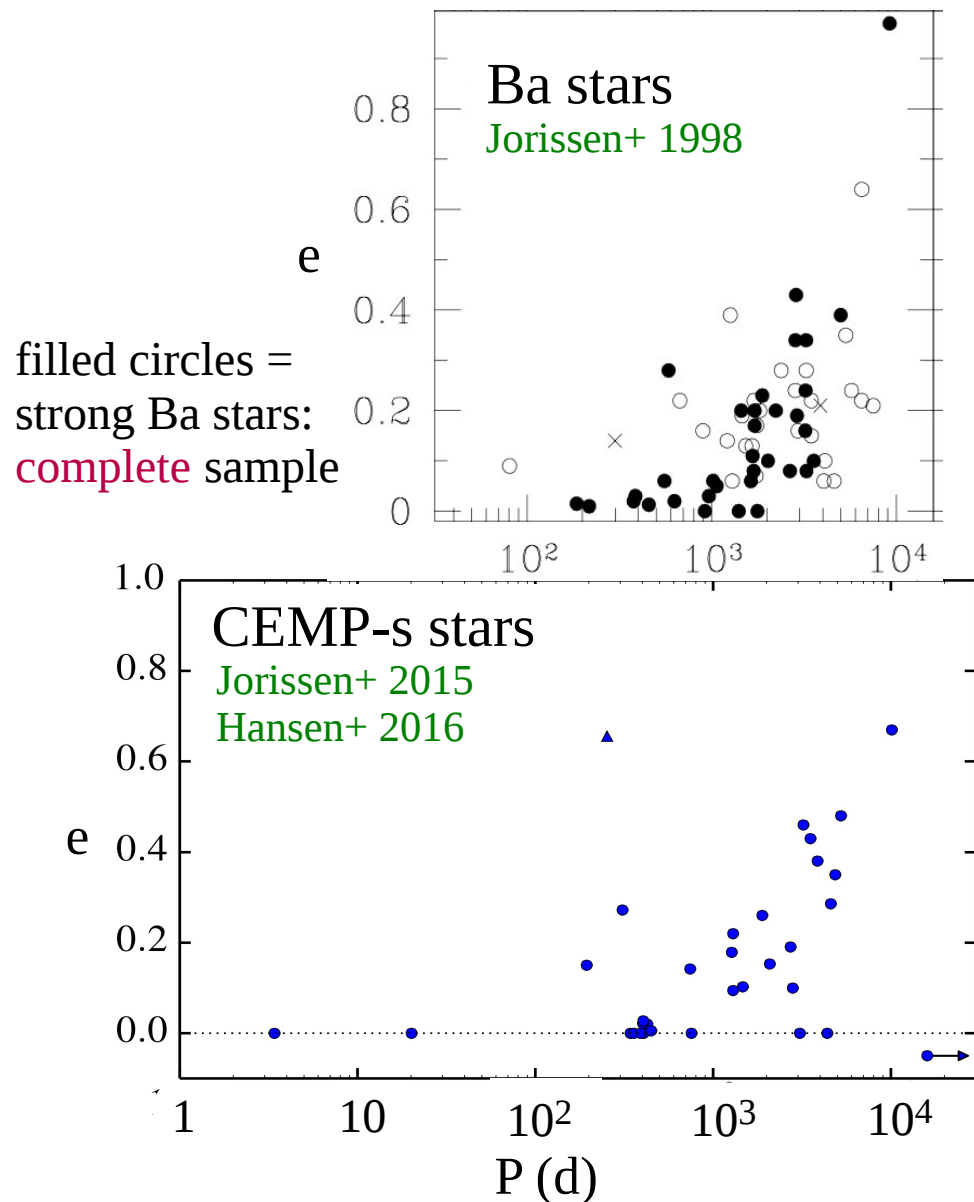 Ba stars
Jorissen+ 1998
0.8
0.6
e
0.4
0.2
0
filled circles =
strong Ba stars:
complete sample
10²
10³
10⁴
CEMP-s stars
Jorissen+ 2015
Hansen+ 2016
1.0
0.8
0.6
e
0.4
0.2
0.0
1
10
10²
10³
10⁴
P (d)